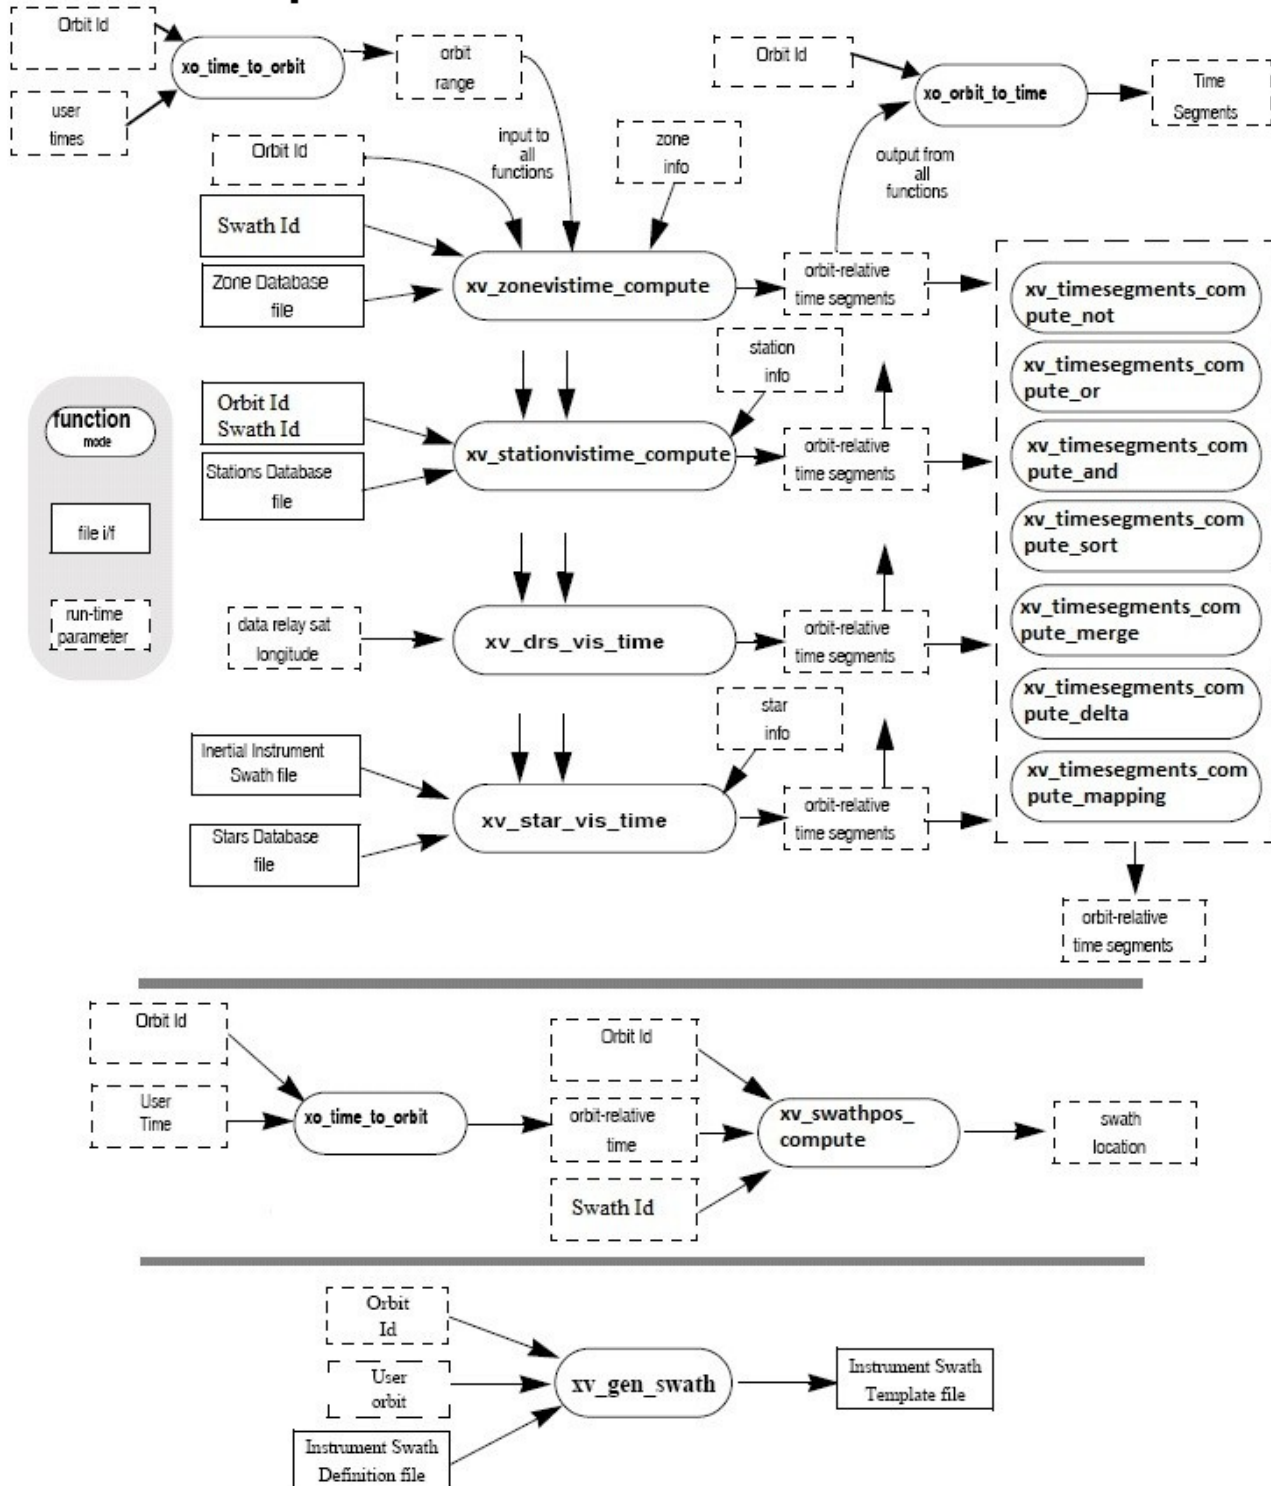 Orbit Id
xo_time_to_orbit
user
times
orbit
range
Orbit Id
xo_orbit_to_time
Time
Segments
Orbit Id
input to
all
functions
zone
info
output from
all
functions
Swath Id
Zone Database
file
xv_zonevistime_compute
orbit-relative
time segments
xv_timesegments_com
pute_not
station
info
xv_timesegments_com
pute_or
function
mode
file i/f
run-time
parameter
Orbit Id
Swath Id
Stations Database
file
xv_stationvistime_compute
orbit-relative
time segments
xv_timesegments_com
pute_and
xv_timesegments_com
pute_sort
data relay sat
longitude
xv_drs_vis_time
orbit-relative
time segments
xv_timesegments_com
pute_merge
star
info
xv_timesegments_com
pute_delta
Inertial Instrument
Swath file
Stars Database
file
xv_star_vis_time
orbit-relative
time segments
xv_timesegments_com
pute_mapping
orbit-relative
time segments
Orbit Id
User
Time
xo_time_to_orbit
Orbit Id
orbit-relative
time
Swath Id
xv_swathpos_
compute
swath
location
Orbit
Id
User
orbit
Instrument Swath
Definition file
xv_gen_swath
Instrument Swath
Template file